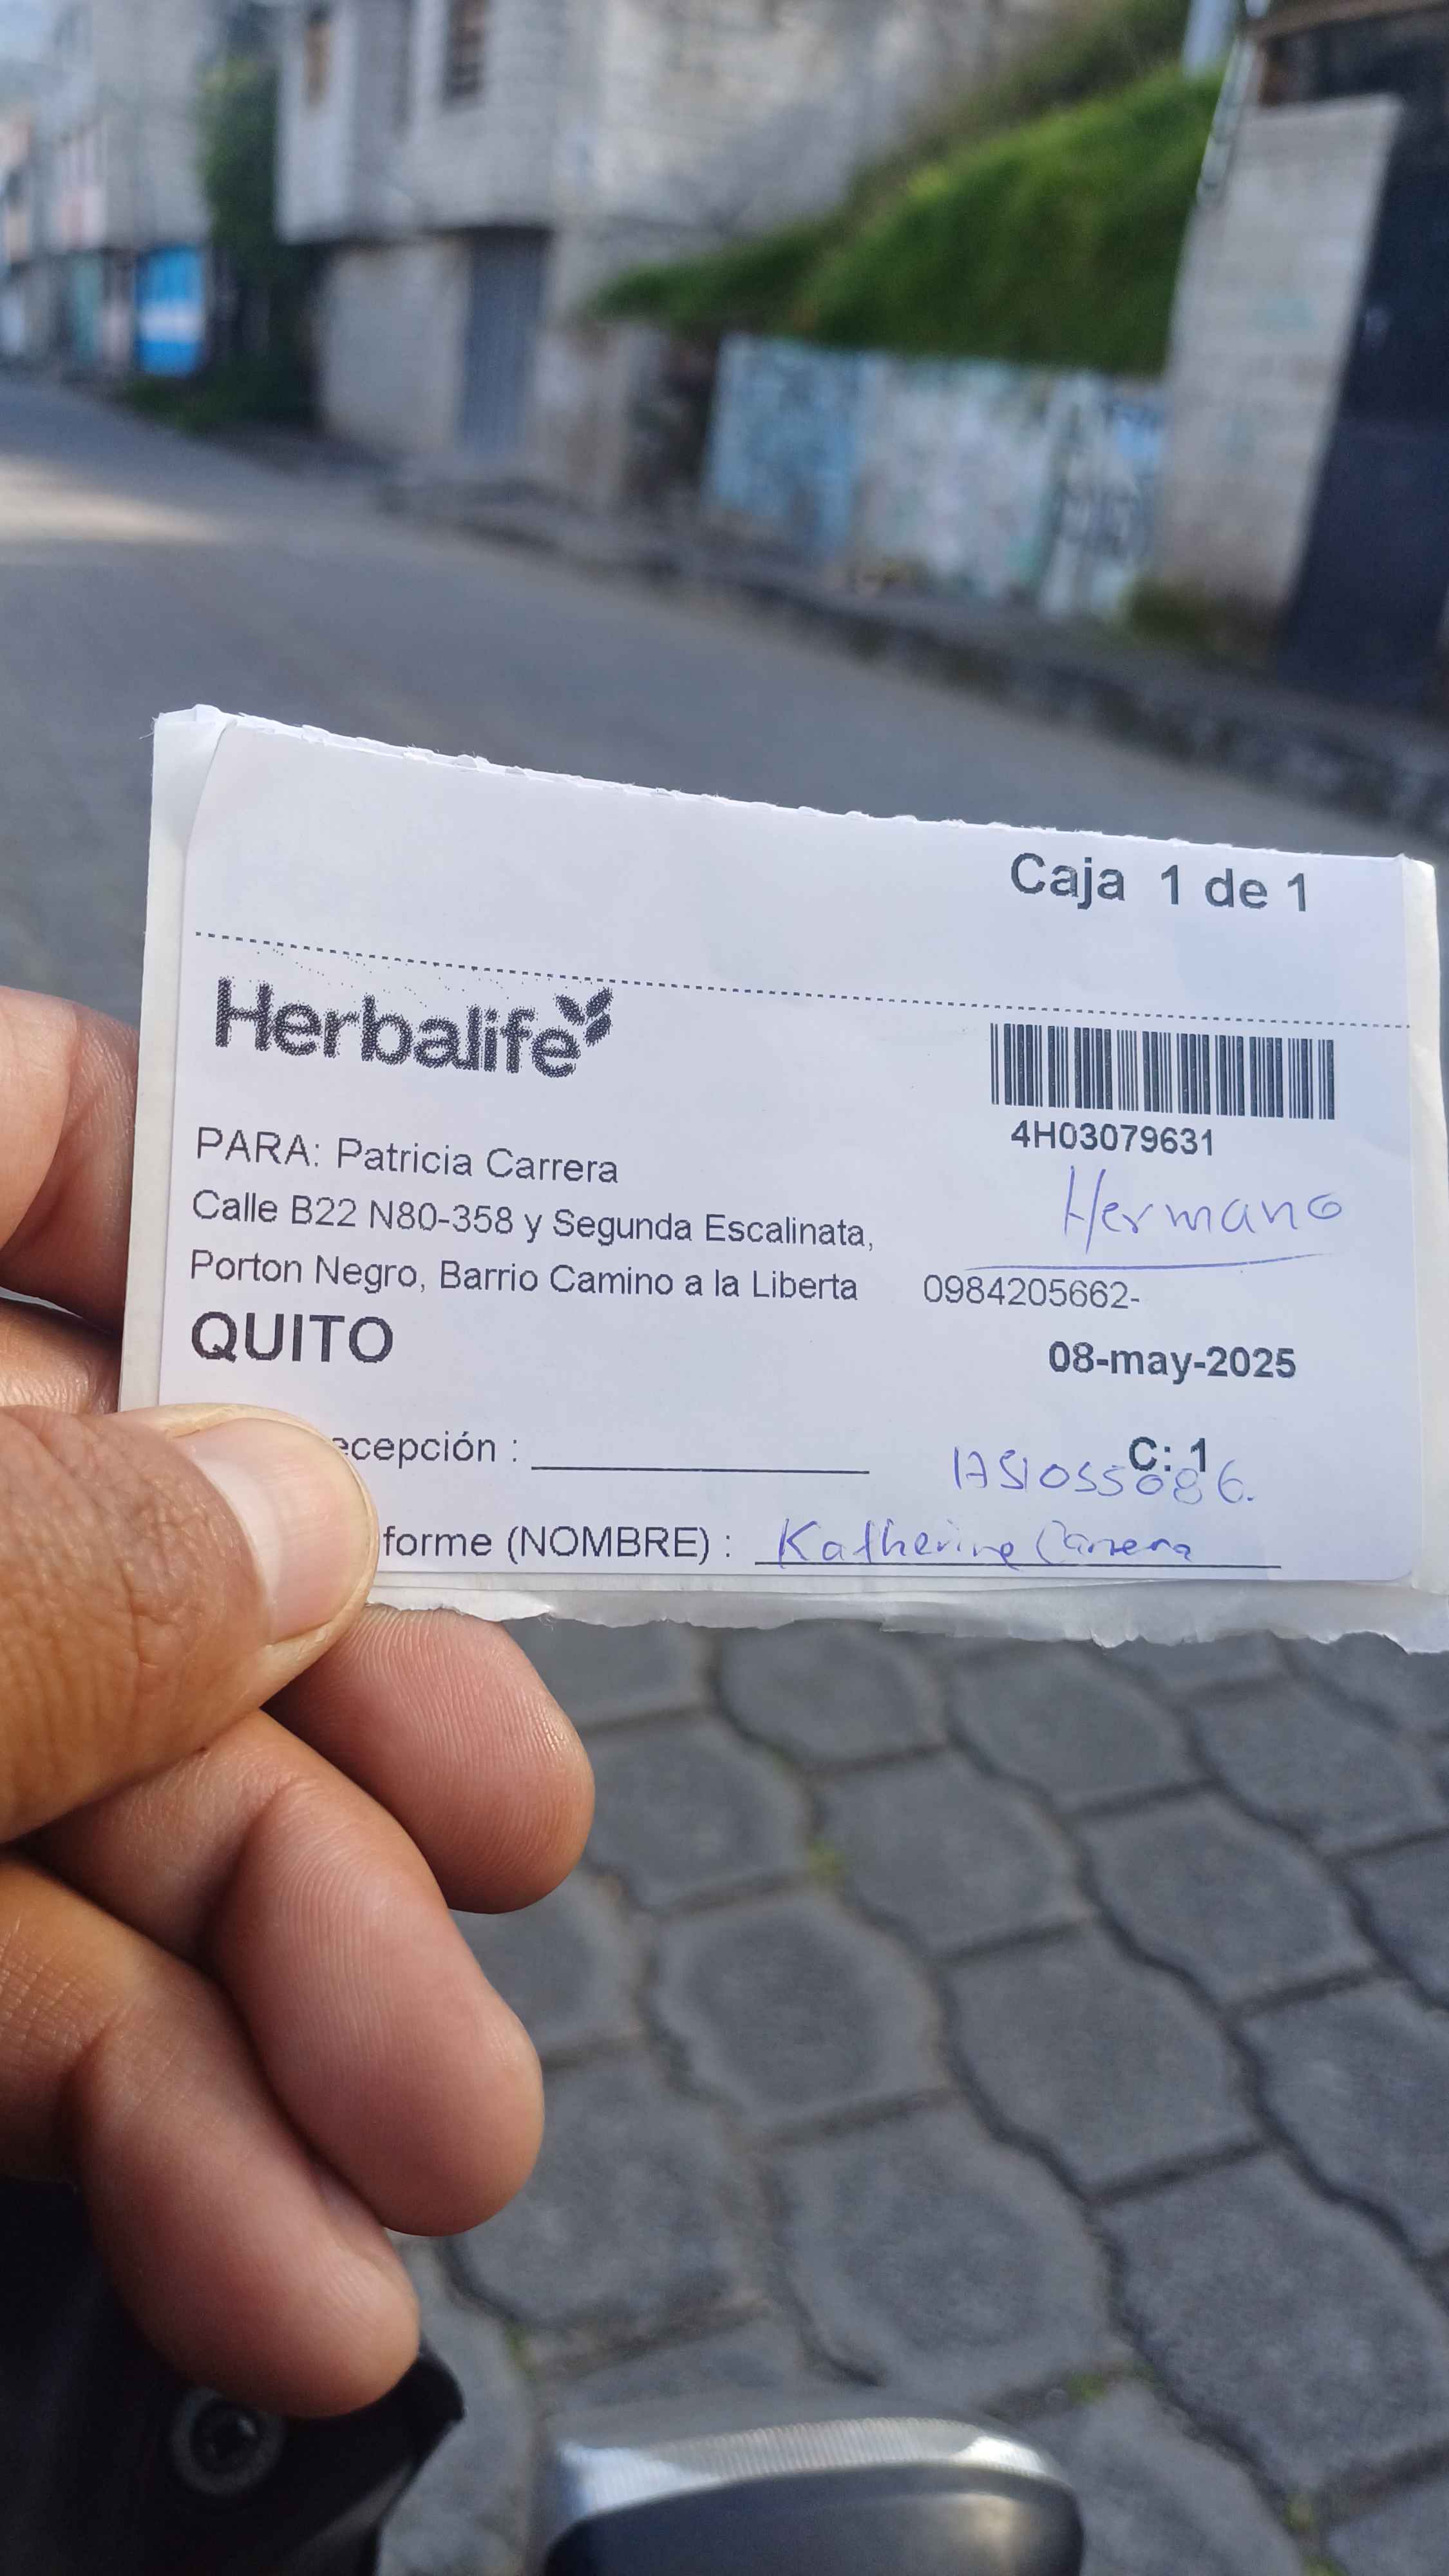 Caja 1 de 1
Herbalife
4H03079631
PARA: Patricia Carrera
Hermano
Calle B22 N80-358 y Segunda Escalinata,
Porton Negro, Barrio Camino a la Liberta 0984205662-
QUITO
08-may-2025
C: 1
ecepción :
forme (NOMBRE) : Katherine Carrera